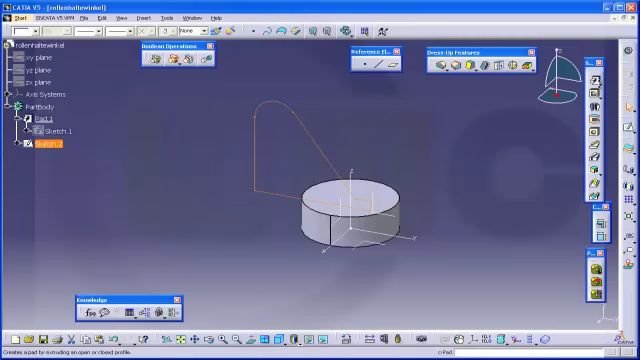 CATIA V5 - [rollenhaltewinkel]
Start ENOVIA V5 VPM File Edit View Insert Tools Window Help
None
rollenhaltewinkel
xy plane
yz plane
zx plane
Axis Systems
PartBody
Pad.1
Sketch.1
Sketch.2
Boolean Operations
Reference El...
Dress-Up Features
S...
C...
P...
z
z
y
x
Knowledge
CATIA
Creates a pad by extruding an open or closed profile.
Pad